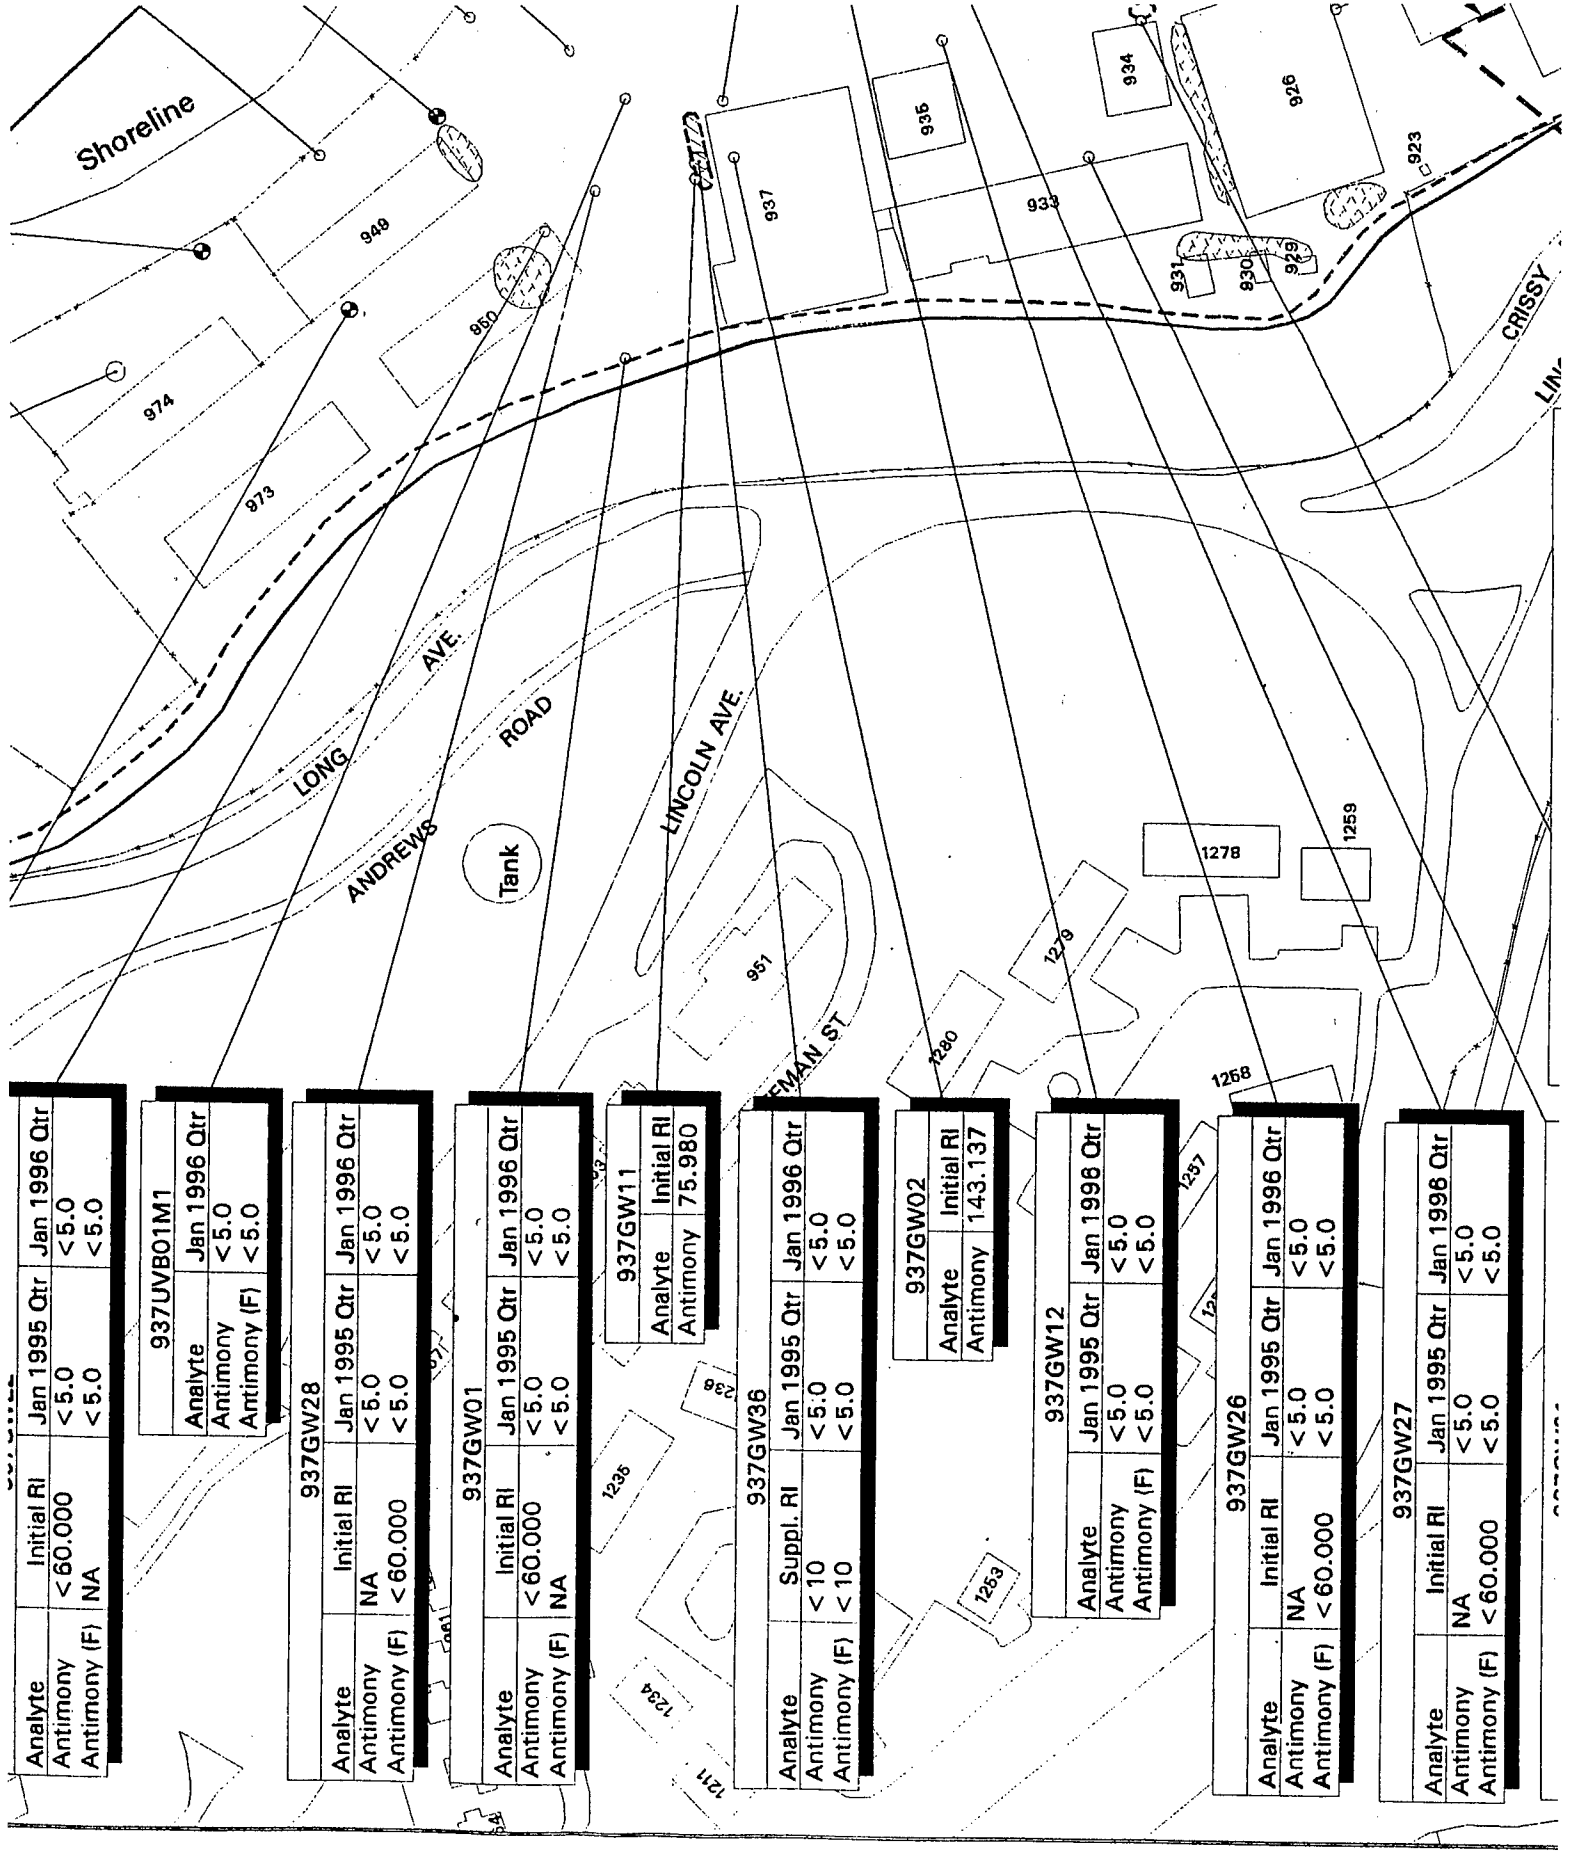 Shoreline
949
950
974
973
937
935
934
933
926
923
931
930
929
CRISSY
LONG AVE.
ANDREWS ROAD
LINCOLN AVE.
Tank
951
1278
1259
1279
1280
1258
1257
1253
1235
1234
1211
Analyte Initial RI Jan 1995 Qtr Jan 1996 Qtr
Antimony <60.000 <5.0 <5.0
Antimony (F) NA <5.0 <5.0
937UVB01M1
Analyte Jan 1996 Qtr
Antimony <5.0
Antimony (F) <5.0
937GW28
Analyte Initial RI Jan 1995 Qtr Jan 1996 Qtr
Antimony NA <5.0 <5.0
Antimony (F) <60.000 <5.0 <5.0
937GW01
Analyte Initial RI Jan 1995 Qtr Jan 1996 Qtr
Antimony <60.000 <5.0 <5.0
Antimony (F) NA <5.0 <5.0
937GW11
Analyte Initial RI
Antimony 75.980
937GW36
Analyte Suppl. RI Jan 1995 Qtr Jan 1996 Qtr
Antimony <10 <5.0 <5.0
Antimony (F) <10 <5.0 <5.0
937GW02
Analyte Initial RI
Antimony 143.137
937GW12
Analyte Jan 1995 Qtr Jan 1996 Qtr
Antimony <5.0 <5.0
Antimony (F) <5.0 <5.0
937GW26
Analyte Initial RI Jan 1995 Qtr Jan 1996 Qtr
Antimony NA <5.0 <5.0
Antimony (F) <60.000 <5.0 <5.0
937GW27
Analyte Initial RI Jan 1995 Qtr Jan 1996 Qtr
Antimony NA <5.0 <5.0
Antimony (F) <60.000 <5.0 <5.0